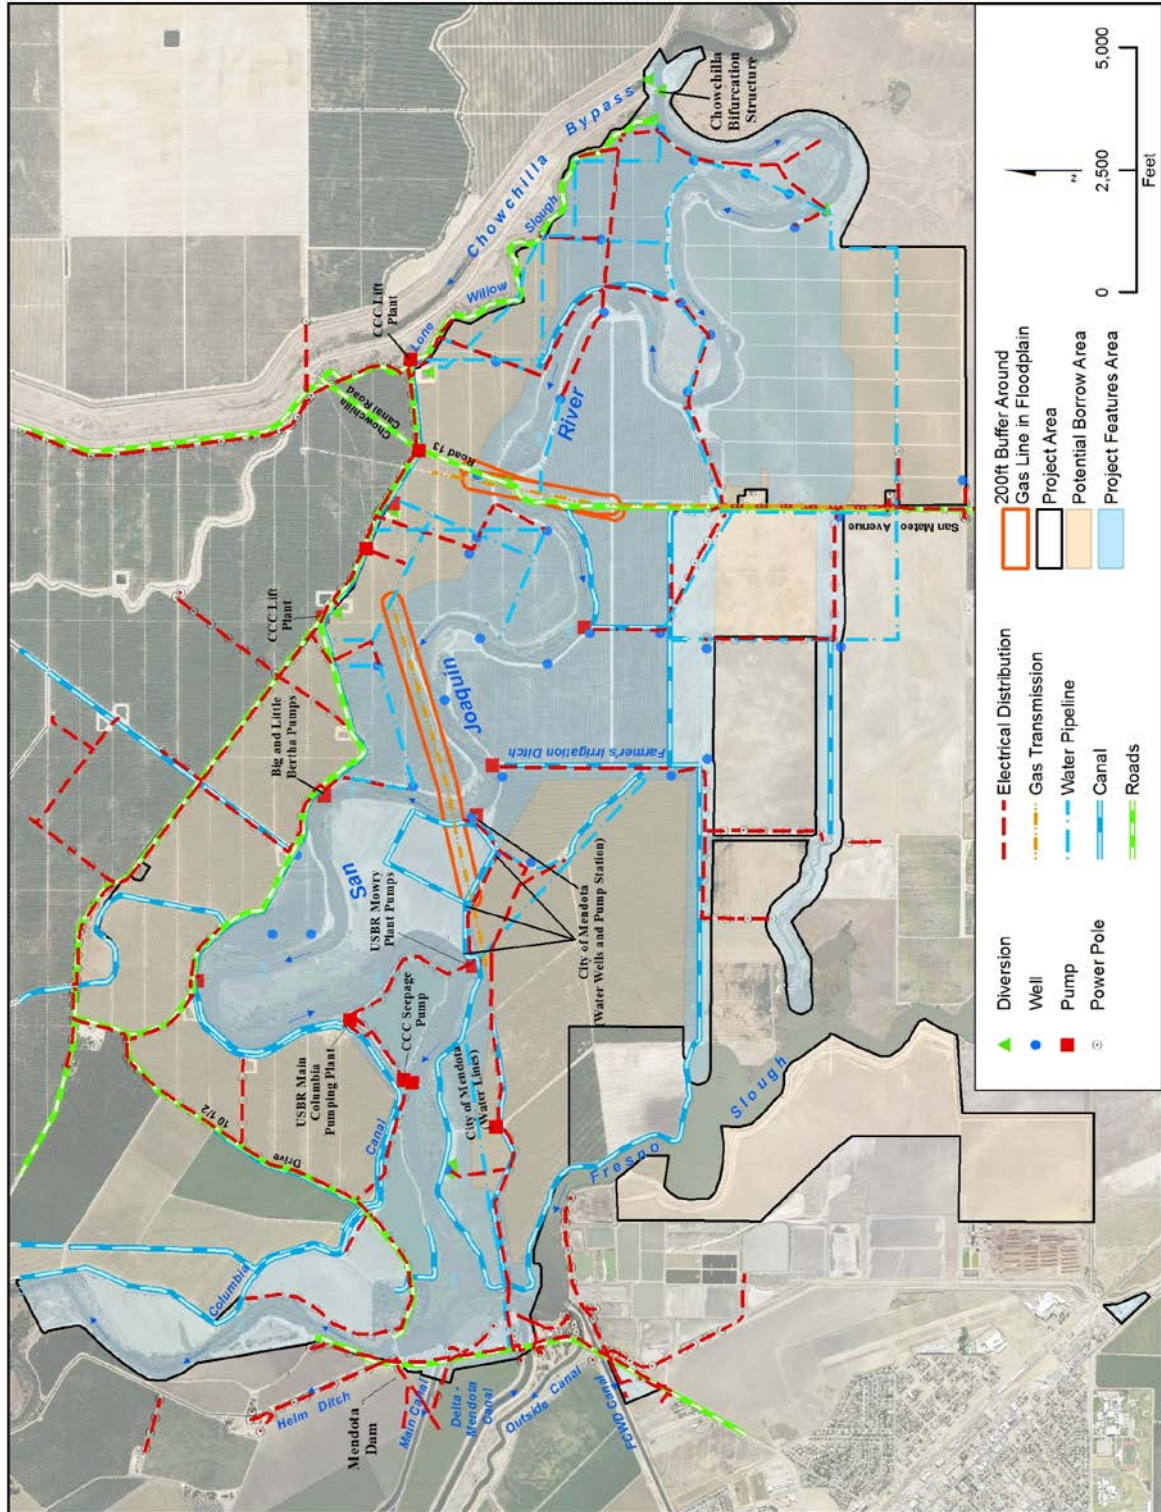 Chowchilla
Bifurcation
Structure
Chowchilla Bypass
Slough
Willow
Lone
CCC Lift
Plant
Chowchilla
Canal Road
Road 13
River
San Mateo
Avenue
CCC Lift
Plant
Big and Little
Bertha Pumps
Joaquin
Farmer's Irrigation Ditch
San
USBR Mowry
Plant Pumps
City of Mendota
(Water Wells and Pump Station)
USBR Main
Columbia
Pumping Plant
CCC Seepage
Pump
City of Mendota
(Water Lines)
Drive
10 1/2
Canal
Columbia
Fresno
Slough
Helm Ditch
Mendota
Dam
Main Canal
Delta -
Mendota
Canal
Outside Canal
FCWD Canal
Diversion
Well
Pump
Power Pole
Electrical Distribution
Gas Transmission
Water Pipeline
Canal
Roads
200ft Buffer Around
Gas Line in Floodplain
Project Area
Potential Borrow Area
Project Features Area
0
2,500
5,000
Feet
N